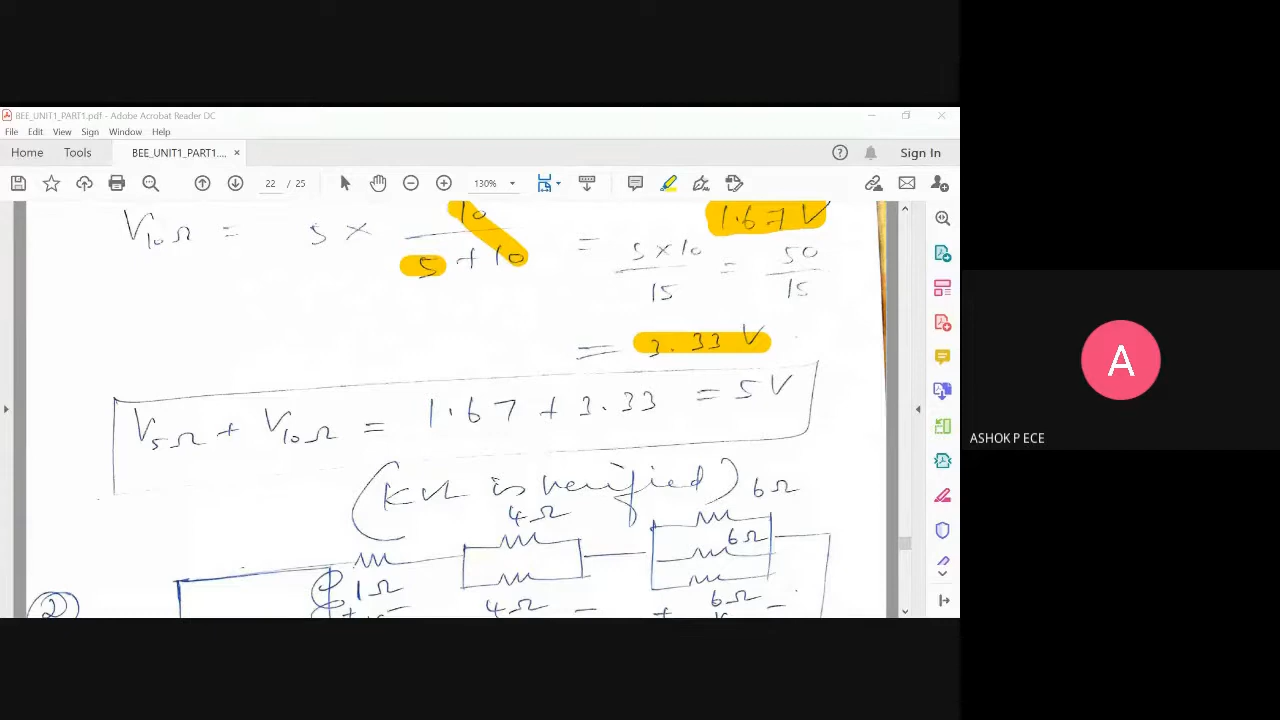 BEE_UNIT1_PART1.pdf - Adobe Acrobat Reader DC
File Edit View Window Sign Help
Home Tools BEE_UNIT1_PART1.... × Sign In
22 / 25 130%
V10Ω = 5 × 10 / 5 + 10 = 5 × 10 / 15 = 50 / 15
1.67 V
= 3.33 V
V5Ω + V10Ω = 1.67 + 3.33 = 5 V
(KVL is verified)
6Ω
4Ω
6Ω
1Ω
2
4Ω
6Ω
A
ASHOK P ECE